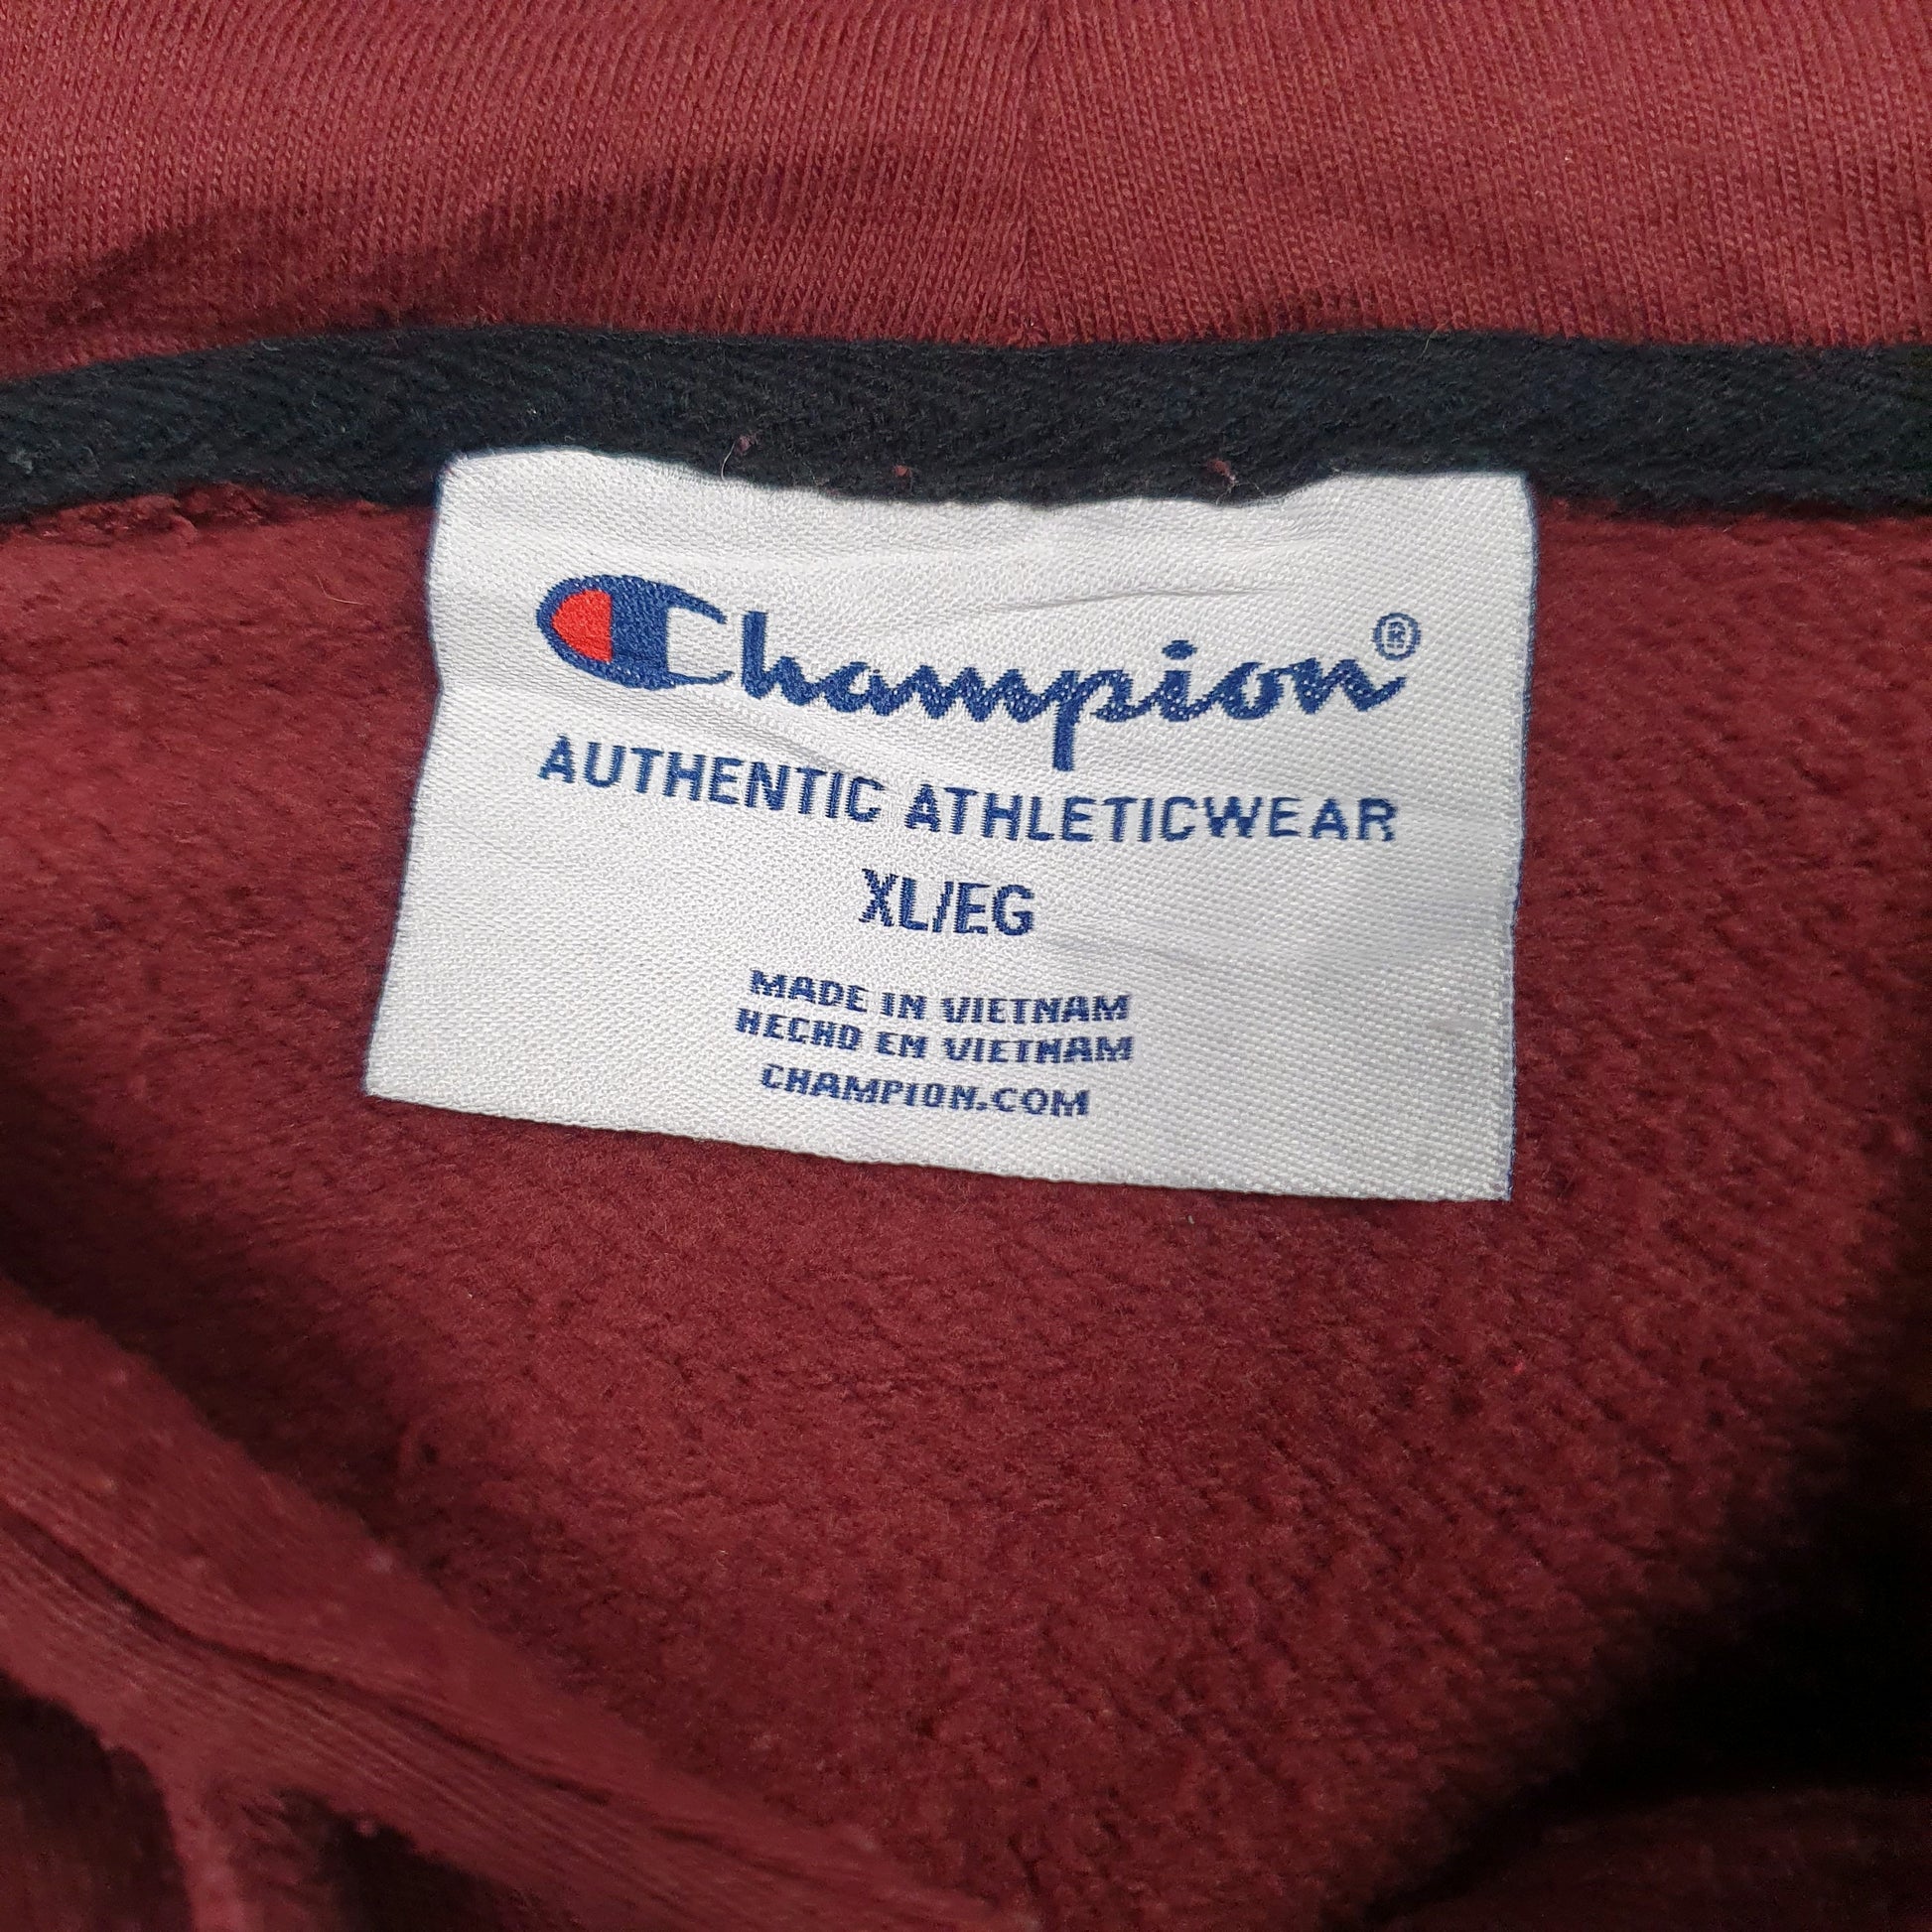 Champion®
AUTHENTIC ATHLETICWEAR
XL/EG
MADE IN VIETNAM
HECHO EN VIETNAM
CHAMPION.COM